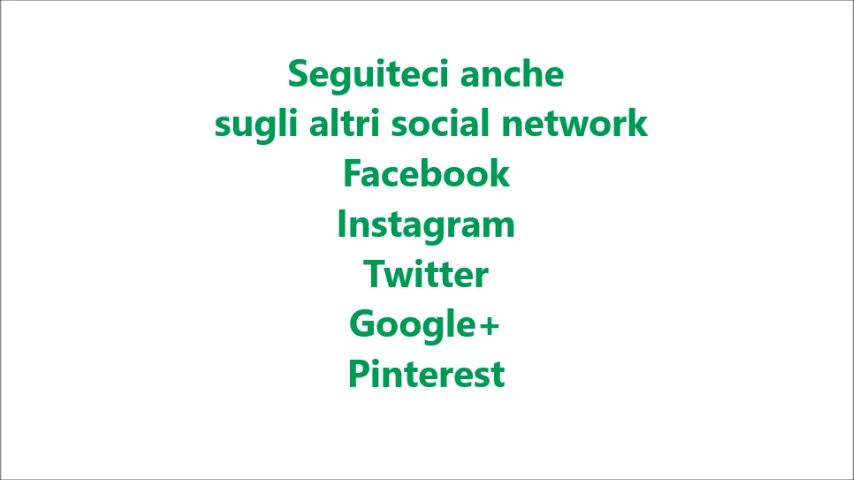 Seguiteci anche
sugli altri social network
Facebook
Instagram
Twitter
Google+
Pinterest